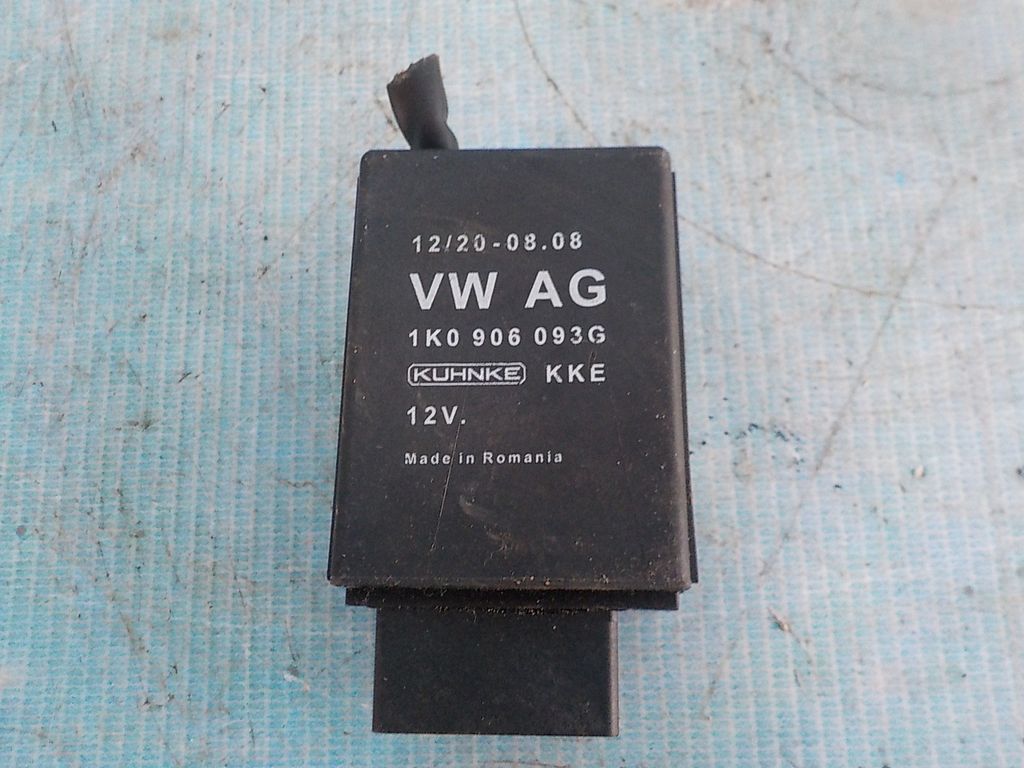 12/20-08.08
VW AG
1K0 906 093G
KUHNKE KKE
12V.
Made in Romania